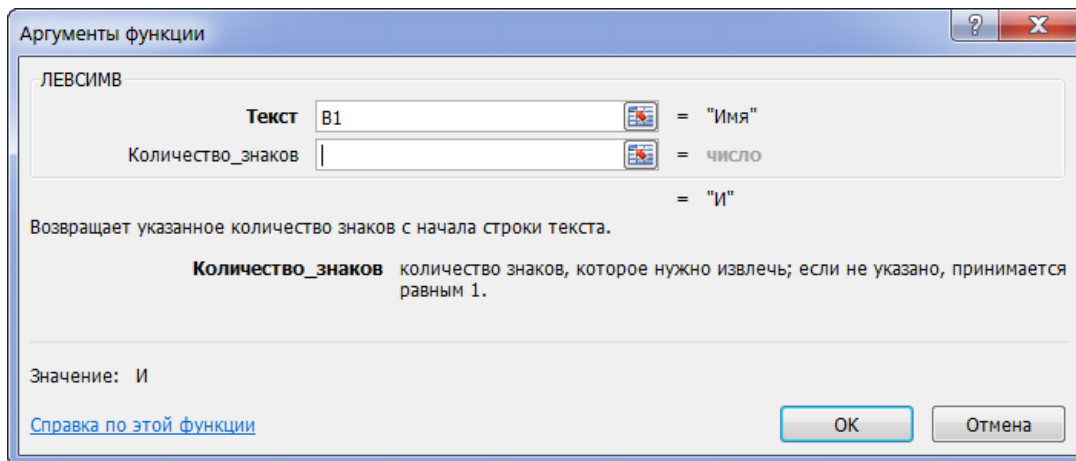 Аргументы функции
ЛЕВСИМВ
Текст B1 = "Имя"
Количество_знаков = число
= "И"
Возвращает указанное количество знаков с начала строки текста.
Количество_знаков количество знаков, которое нужно извлечь; если не указано, принимается
равным 1.
Значение: И
Справка по этой функции
ОК Отмена